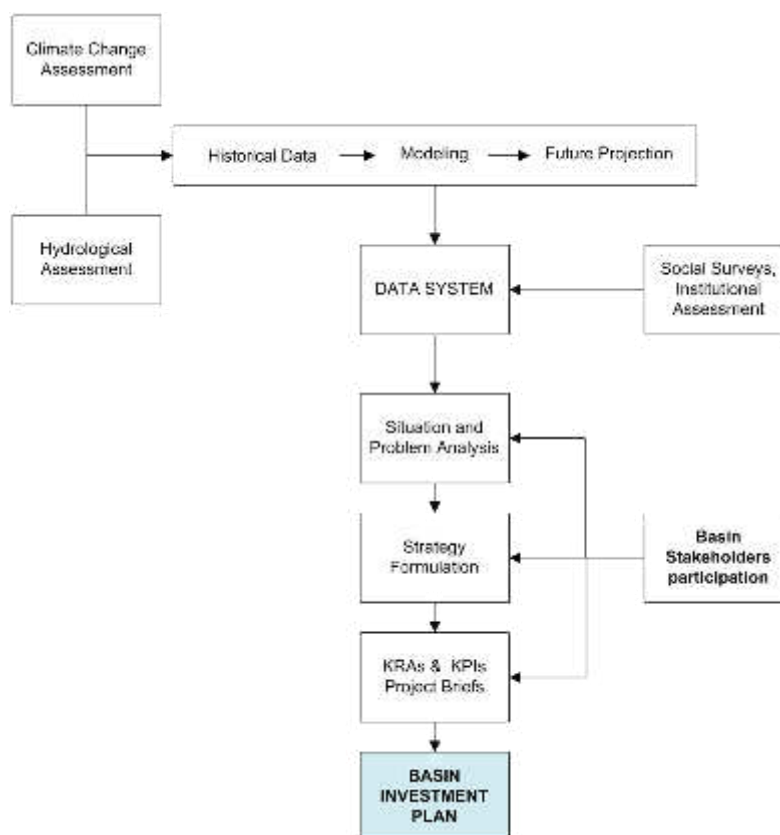 Climate Change
Assessment
Historical Data
Modeling
Future Projection
Hydrological
Assessment
DATA SYSTEM
Social Surveys,
Institutional
Assessment
Situation and
Problem Analysis
Strategy
Formulation
Basin
Stakeholders
participation
KRAs & KPIs
Project Briefs
BASIN
INVESTMENT
PLAN